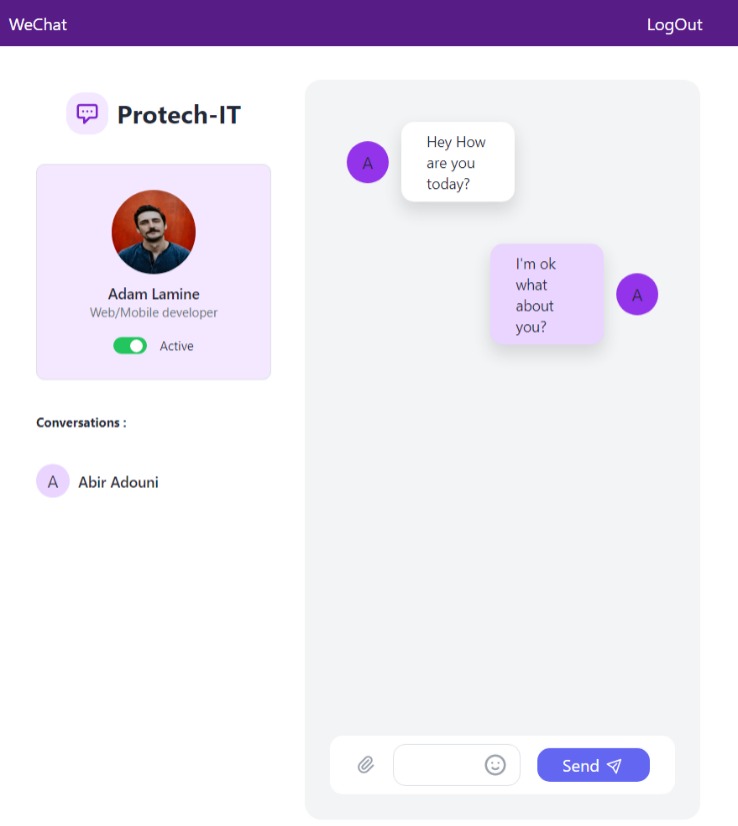 WeChat
LogOut
Protech-IT
Adam Lamine
Web/Mobile developer
Active
Conversations :
A
Abir Adouni
A
Hey How
are you
today?
I'm ok
what
about
you?
A
Send